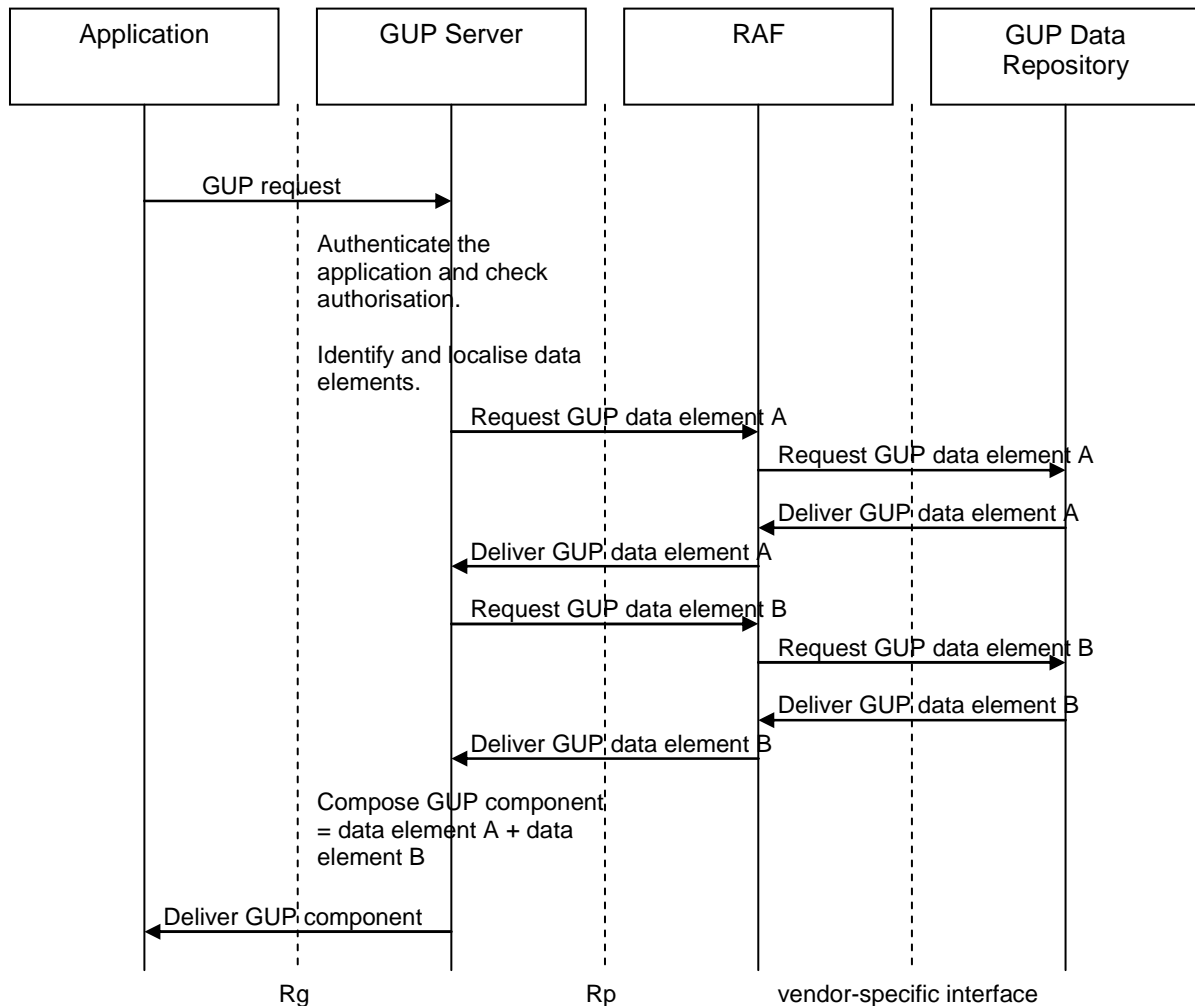 Application
GUP Server
RAF
GUP Data
Repository
GUP request
Authenticate the
application and check
authorisation.
Identify and localise data
elements.
Request GUP data element A
Request GUP data element A
Deliver GUP data element A
Deliver GUP data element A
Request GUP data element B
Request GUP data element B
Deliver GUP data element B
Deliver GUP data element B
Compose GUP component
= data element A + data
element B
Deliver GUP component
Rg
Rp
vendor-specific interface